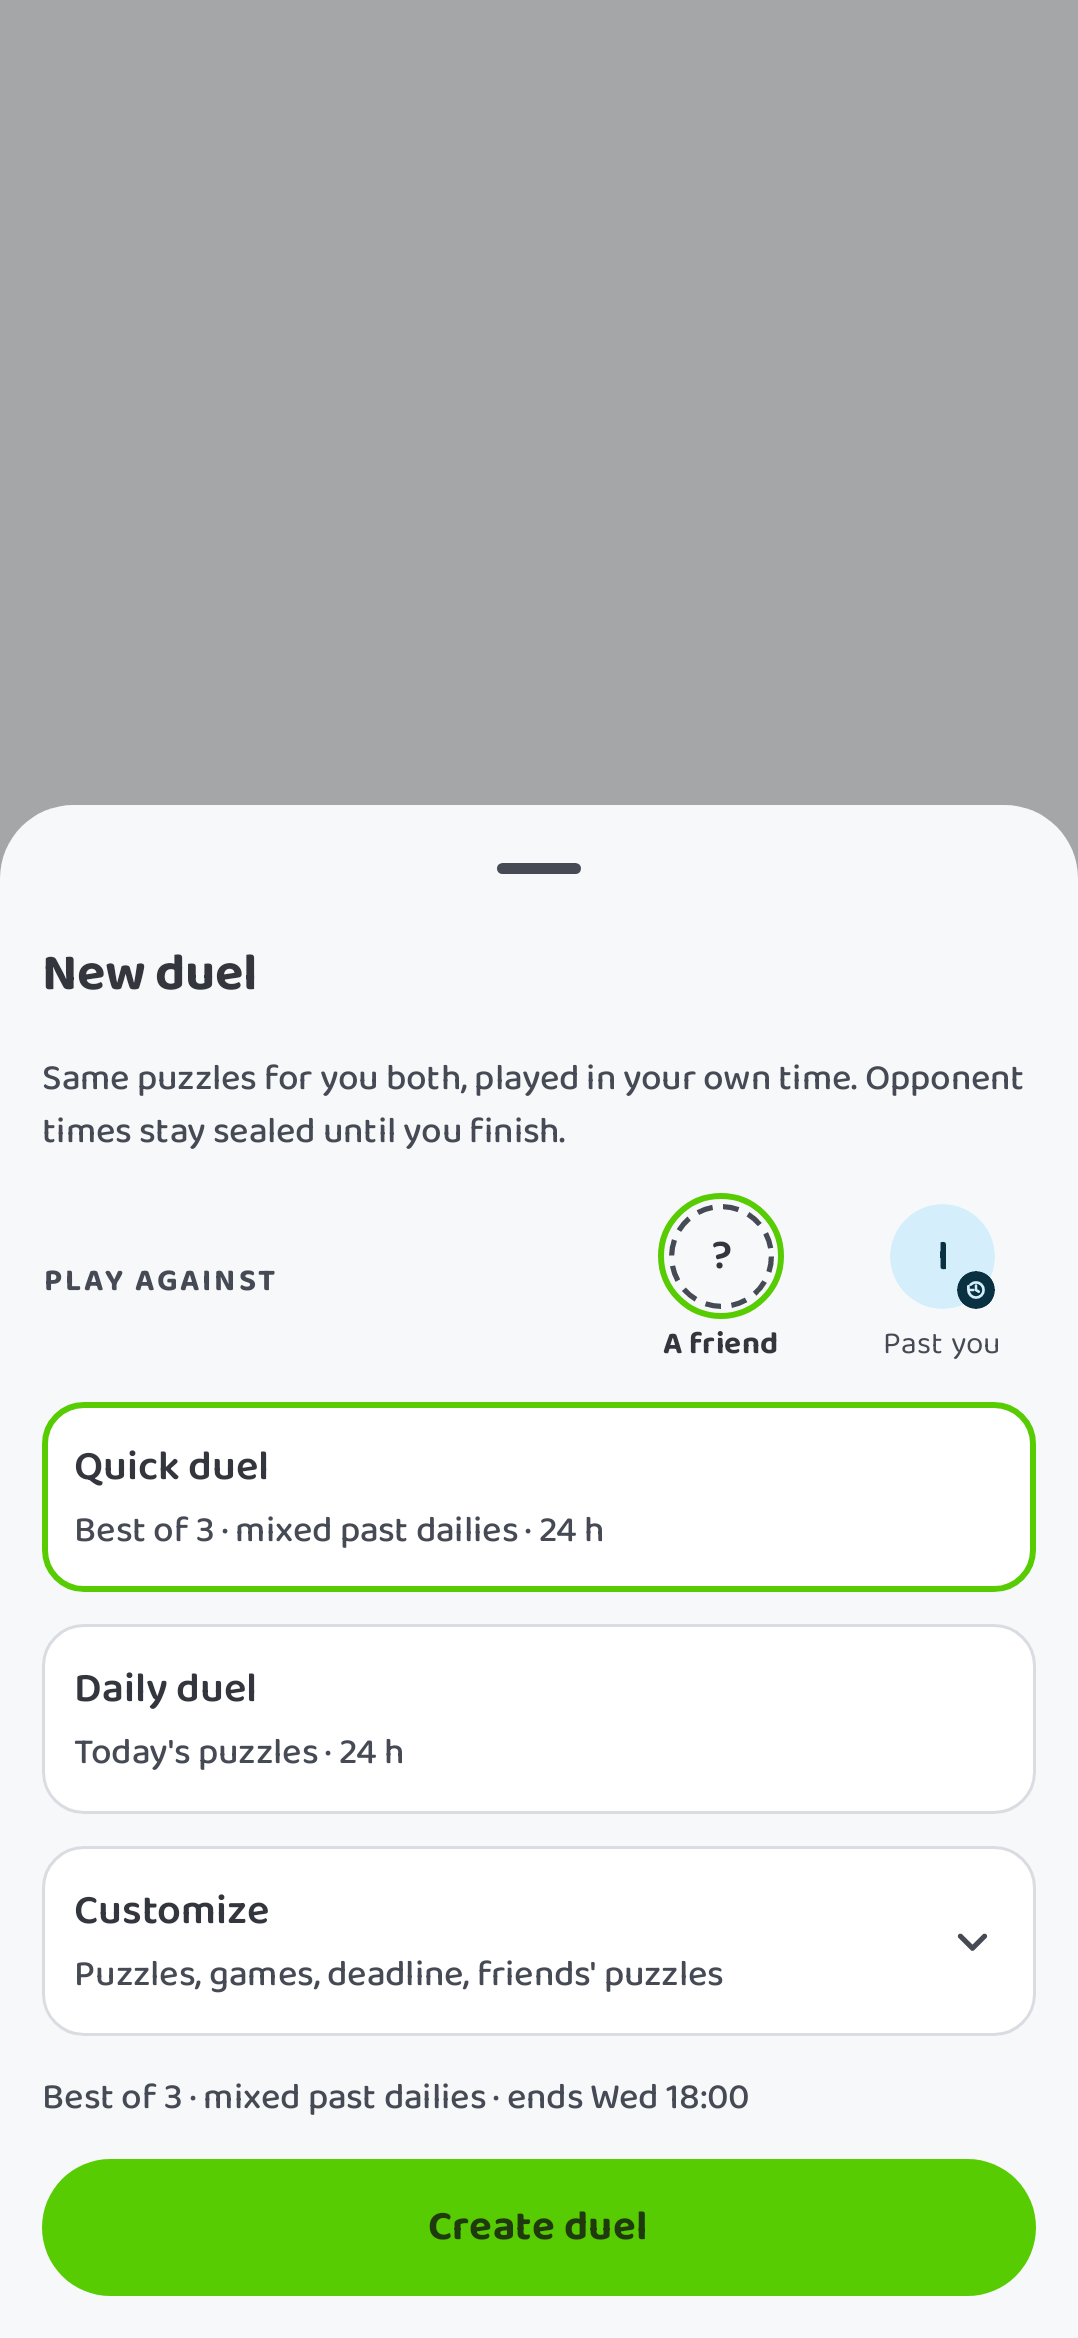 New duel
Same puzzles for you both, played in your own time. Opponent
times stay sealed until you finish.
PLAY AGAINST
?
A friend
I
Past you
Quick duel
Best of 3 · mixed past dailies · 24 h
Daily duel
Today's puzzles · 24 h
Customize
Puzzles, games, deadline, friends' puzzles
Best of 3 · mixed past dailies · ends Wed 18:00
Create duel